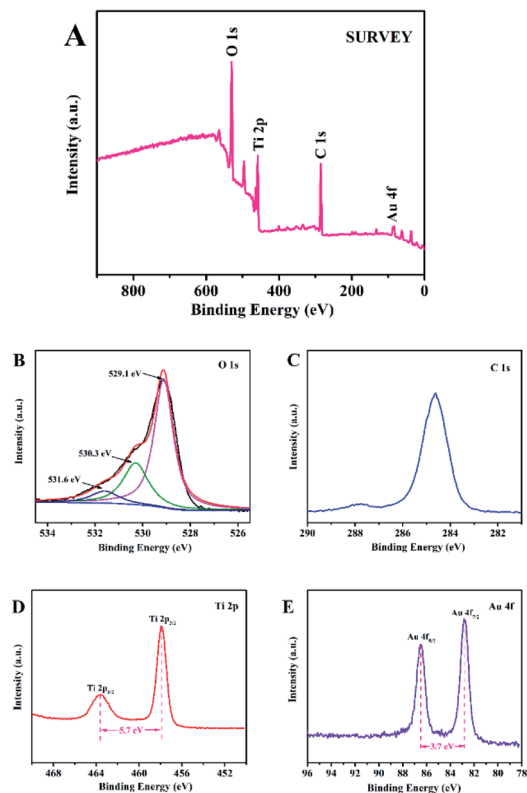 A
SURVEY
O 1s
Ti 2p
C 1s
Au 4f
Intensity (a.u.)
800 600 400 200 0
Binding Energy (eV)
B
O 1s
529.1 eV
530.3 eV
531.6 eV
Intensity (a.u.)
534 532 530 528 526
Binding Energy (eV)
C
C 1s
Intensity (a.u.)
290 287 284 281
Binding Energy (eV)
D
Ti 2p
Ti 2p3/2
Ti 2p1/2
5.7 eV
Intensity (a.u.)
468 464 460 456 452
Binding Energy (eV)
E
Au 4f
Au 4f7/2
Au 4f5/2
3.7 eV
Intensity (a.u.)
96 94 92 90 88 86 84 82 80 78
Binding Energy (eV)